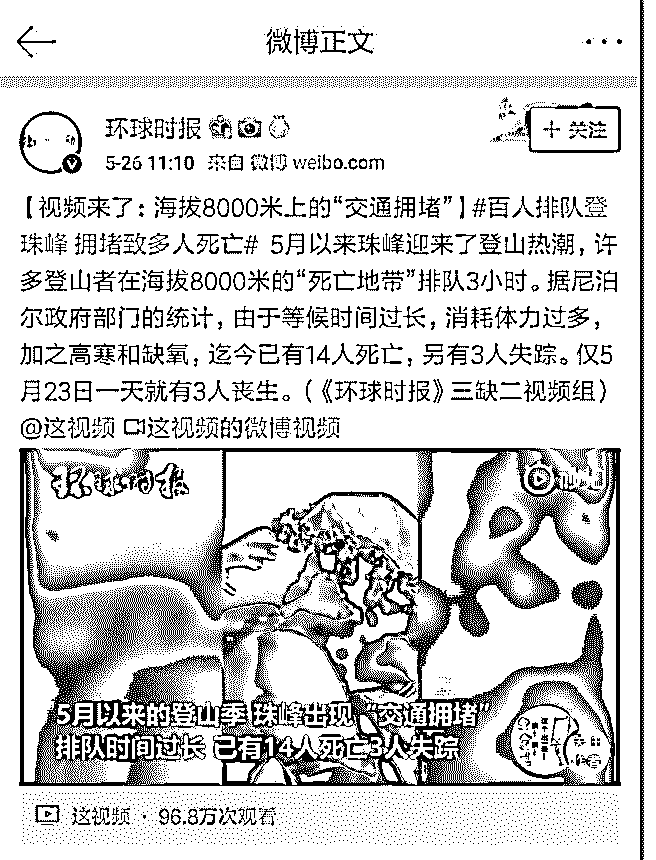 微博正文
环球时报
+ 关注
5-26 11:10 来自 微博 weibo.com
【视频来了：海拔8000米上的“交通拥堵”】#百人排队登
珠峰 拥堵致多人死亡# 5月以来珠峰迎来了登山热潮，许
多登山者在海拔8000米的“死亡地带”排队3小时。据尼泊
尔政府部门的统计，由于等候时间过长，消耗体力过多，
加之高寒和缺氧，迄今已有14人死亡，另有3人失踪。仅5
月23日一天就有3人丧生。（《环球时报》三缺二视频组）
@这视频 这视频的微博视频
环球时报
5月以来的登山季 珠峰出现“交通拥堵”
排队时间过长 已有14人死亡3人失踪
这视频 · 96.8万次观看